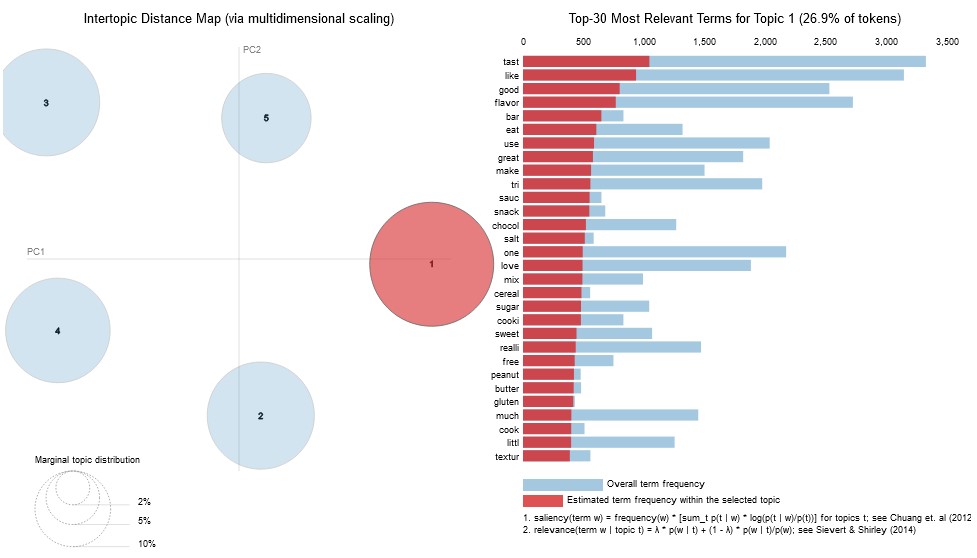 Intertopic Distance Map (via multidimensional scaling)
PC2
3
5
PC1
1
4
2
Marginal topic distribution
2%
5%
10%
Top-30 Most Relevant Terms for Topic 1 (26.9% of tokens)
0 500 1,000 1,500 2,000 2,500 3,000 3,500
tast
like
good
flavor
bar
eat
use
great
make
tri
sauc
snack
chocol
salt
one
love
mix
cereal
sugar
cooki
sweet
realli
free
peanut
butter
gluten
much
cook
littl
textur
Overall term frequency
Estimated term frequency within the selected topic
1. saliency(term w) = frequency(w) * [sum_t p(t | w) * log(p(t | w)/p(t))] for topics t; see Chuang et. al (2012
2. relevance(term w | topic t) = λ * p(w | t) + (1 - λ) * p(w | t)/p(w); see Sievert & Shirley (2014)